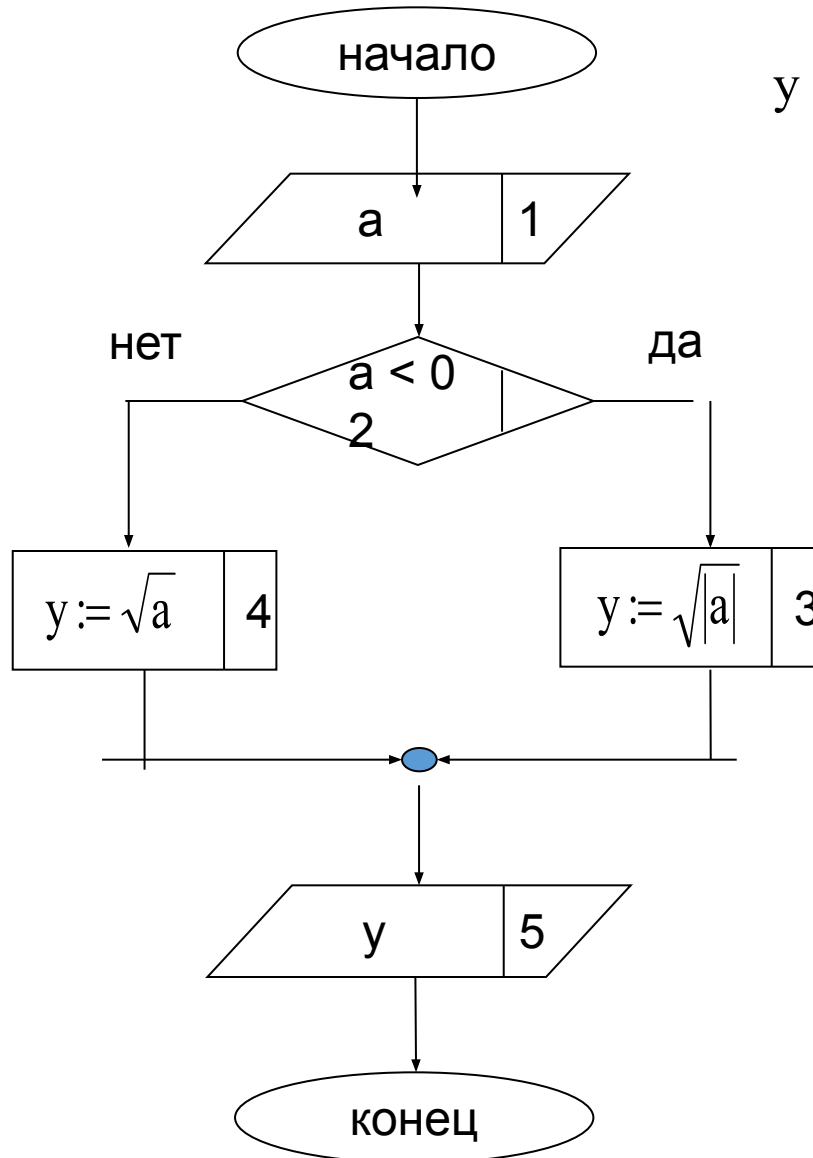 начало
y
a 1
нет
да
a < 0
2
y := √a 4
y := √|a| 3
y 5
конец